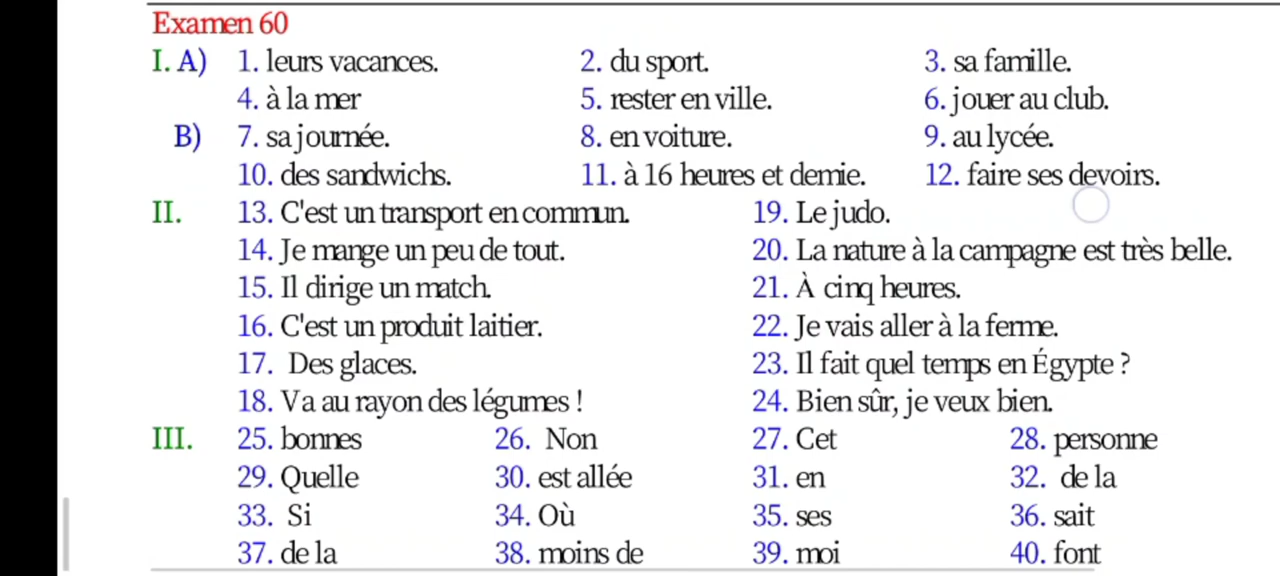 Examen 60
I. A) 1. leurs vacances. 2. du sport. 3. sa famille.
4. à la mer 5. rester en ville. 6. jouer au club.
B) 7. sa journée. 8. en voiture. 9. au lycée.
10. des sandwichs. 11. à 16 heures et demie. 12. faire ses devoirs.
II. 13. C'est un transport en commun. 19. Le judo.
14. Je mange un peu de tout. 20. La nature à la campagne est très belle.
15. Il dirige un match. 21. À cinq heures.
16. C'est un produit laitier. 22. Je vais aller à la ferme.
17. Des glaces. 23. Il fait quel temps en Égypte ?
18. Va au rayon des légumes ! 24. Bien sûr, je veux bien.
III. 25. bonnes 26. Non 27. Cet 28. personne
29. Quelle 30. est allée 31. en 32. de la
33. Si 34. Où 35. ses 36. sait
37. de la 38. moins de 39. moi 40. font